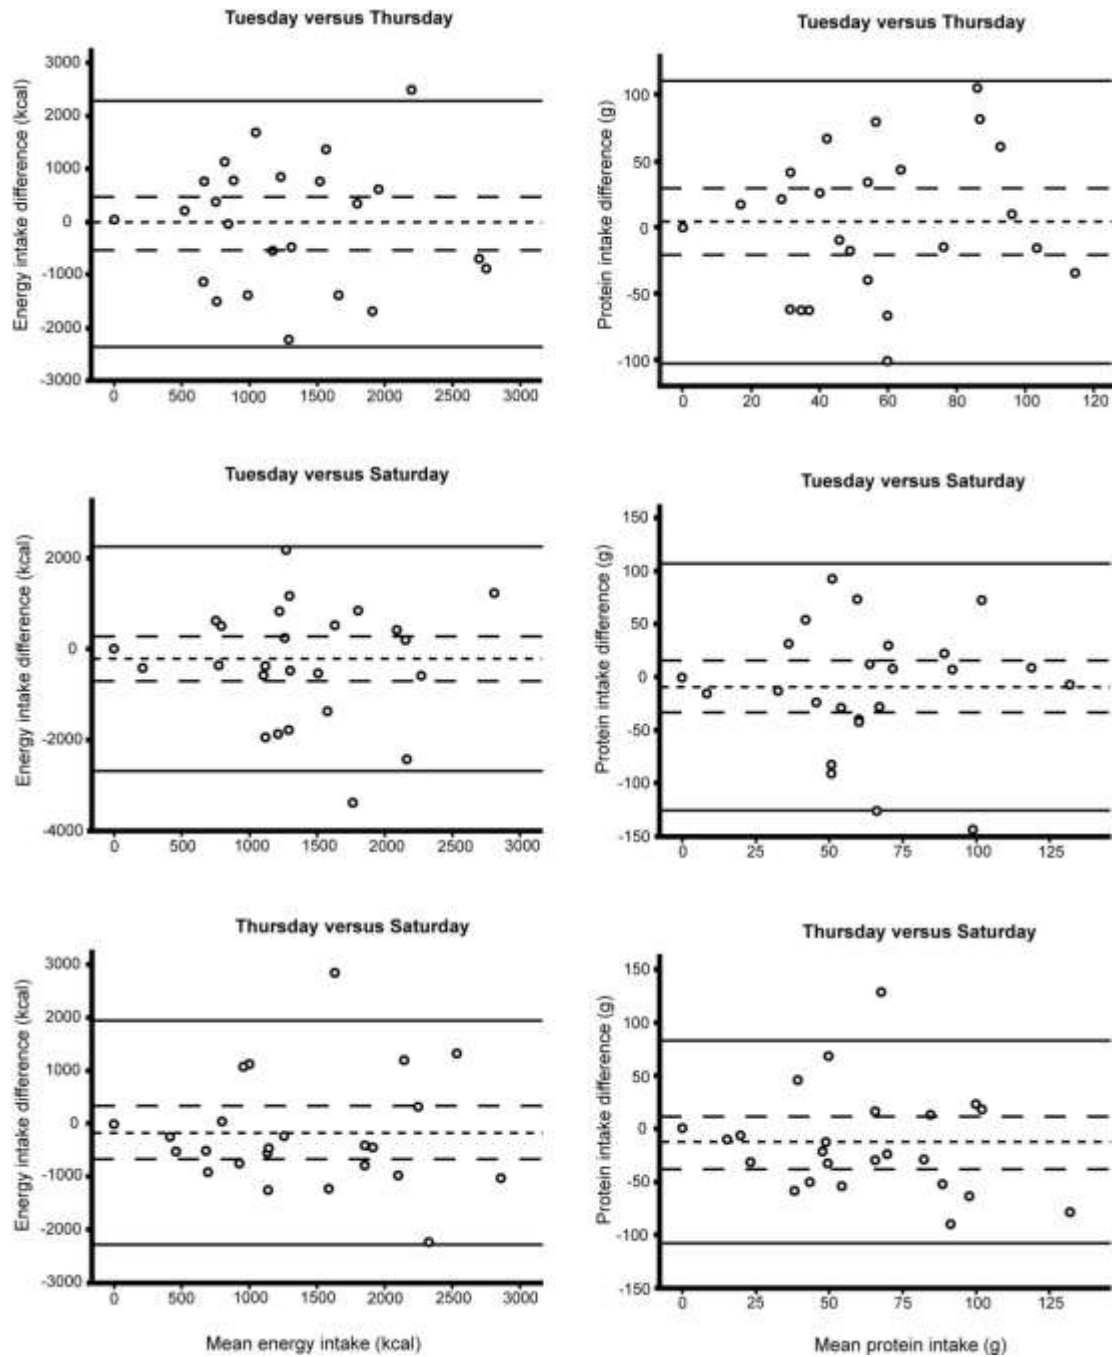 Tuesday versus Thursday
Energy intake difference (kcal)
3000
2000
1000
0
-1000
-2000
-3000
0 500 1000 1500 2000 2500 3000
Tuesday versus Thursday
Protein intake difference (g)
100
50
0
-50
-100
0 20 40 60 80 100 120
Tuesday versus Saturday
Energy intake difference (kcal)
2000
0
-2000
-4000
0 500 1000 1500 2000 2500 3000
Tuesday versus Saturday
Protein intake difference (g)
150
100
50
0
-50
-100
-150
0 25 50 75 100 125
Thursday versus Saturday
Energy intake difference (kcal)
3000
2000
1000
0
-1000
-2000
-3000
0 500 1000 1500 2000 2500 3000
Mean energy intake (kcal)
Thursday versus Saturday
Protein intake difference (g)
150
100
50
0
-50
-100
-150
0 25 50 75 100 125
Mean protein intake (g)